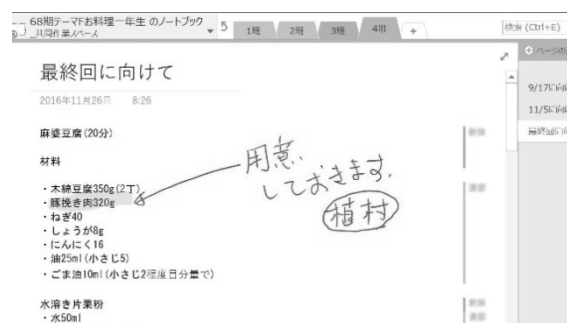 68期テーマFお料理一年生 のノートブック
_共同作業スペース
1班 2班 3班 4班 +
検索 (Ctrl+E)
最終回に向けて
2016年11月26日 8:26
麻婆豆腐(20分)
材料
・木綿豆腐350g(2丁)
・豚挽き肉320g
・ねぎ40
・しょうが8g
・にんにく16
・油25ml(小さじ5)
・ごま油10ml(小さじ2程度目分量で)
水溶き片栗粉
・水50ml
用意
しておきます.
植村
9/17に向け
11/5に向け
最終回に向